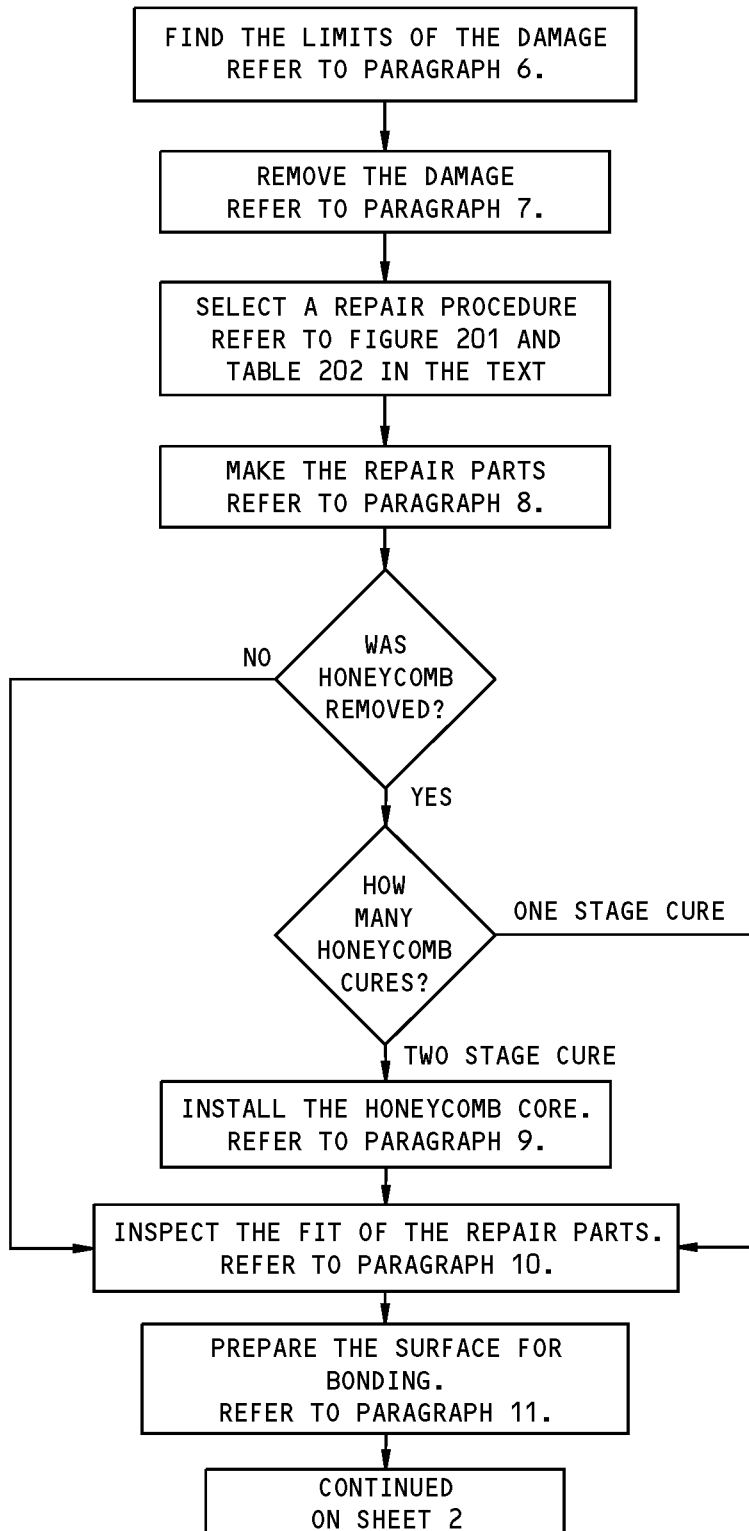 FIND THE LIMITS OF THE DAMAGE
REFER TO PARAGRAPH 6.
REMOVE THE DAMAGE
REFER TO PARAGRAPH 7.
SELECT A REPAIR PROCEDURE
REFER TO FIGURE 201 AND
TABLE 202 IN THE TEXT
MAKE THE REPAIR PARTS
REFER TO PARAGRAPH 8.
WAS
HONEYCOMB
REMOVED?
NO
YES
HOW
MANY
HONEYCOMB
CURES?
ONE STAGE CURE
TWO STAGE CURE
INSTALL THE HONEYCOMB CORE.
REFER TO PARAGRAPH 9.
INSPECT THE FIT OF THE REPAIR PARTS.
REFER TO PARAGRAPH 10.
PREPARE THE SURFACE FOR
BONDING.
REFER TO PARAGRAPH 11.
CONTINUED
ON SHEET 2